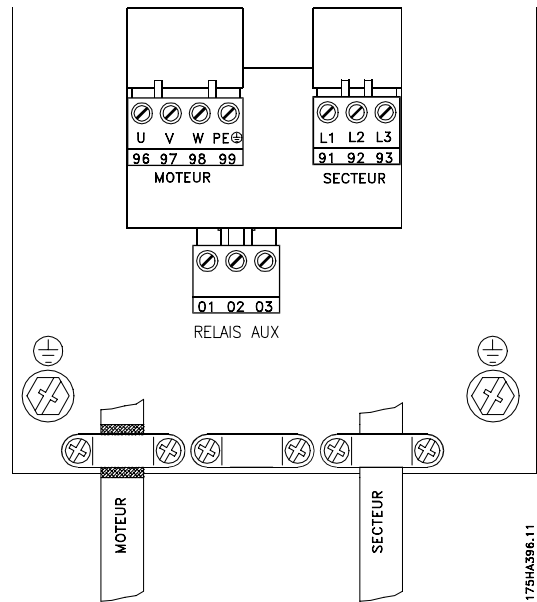 U V W PE
L1 L2 L3
96 97 98 99
91 92 93
MOTEUR
SECTEUR
01 02 03
RELAIS AUX
MOTEUR
SECTEUR
175HA396.11